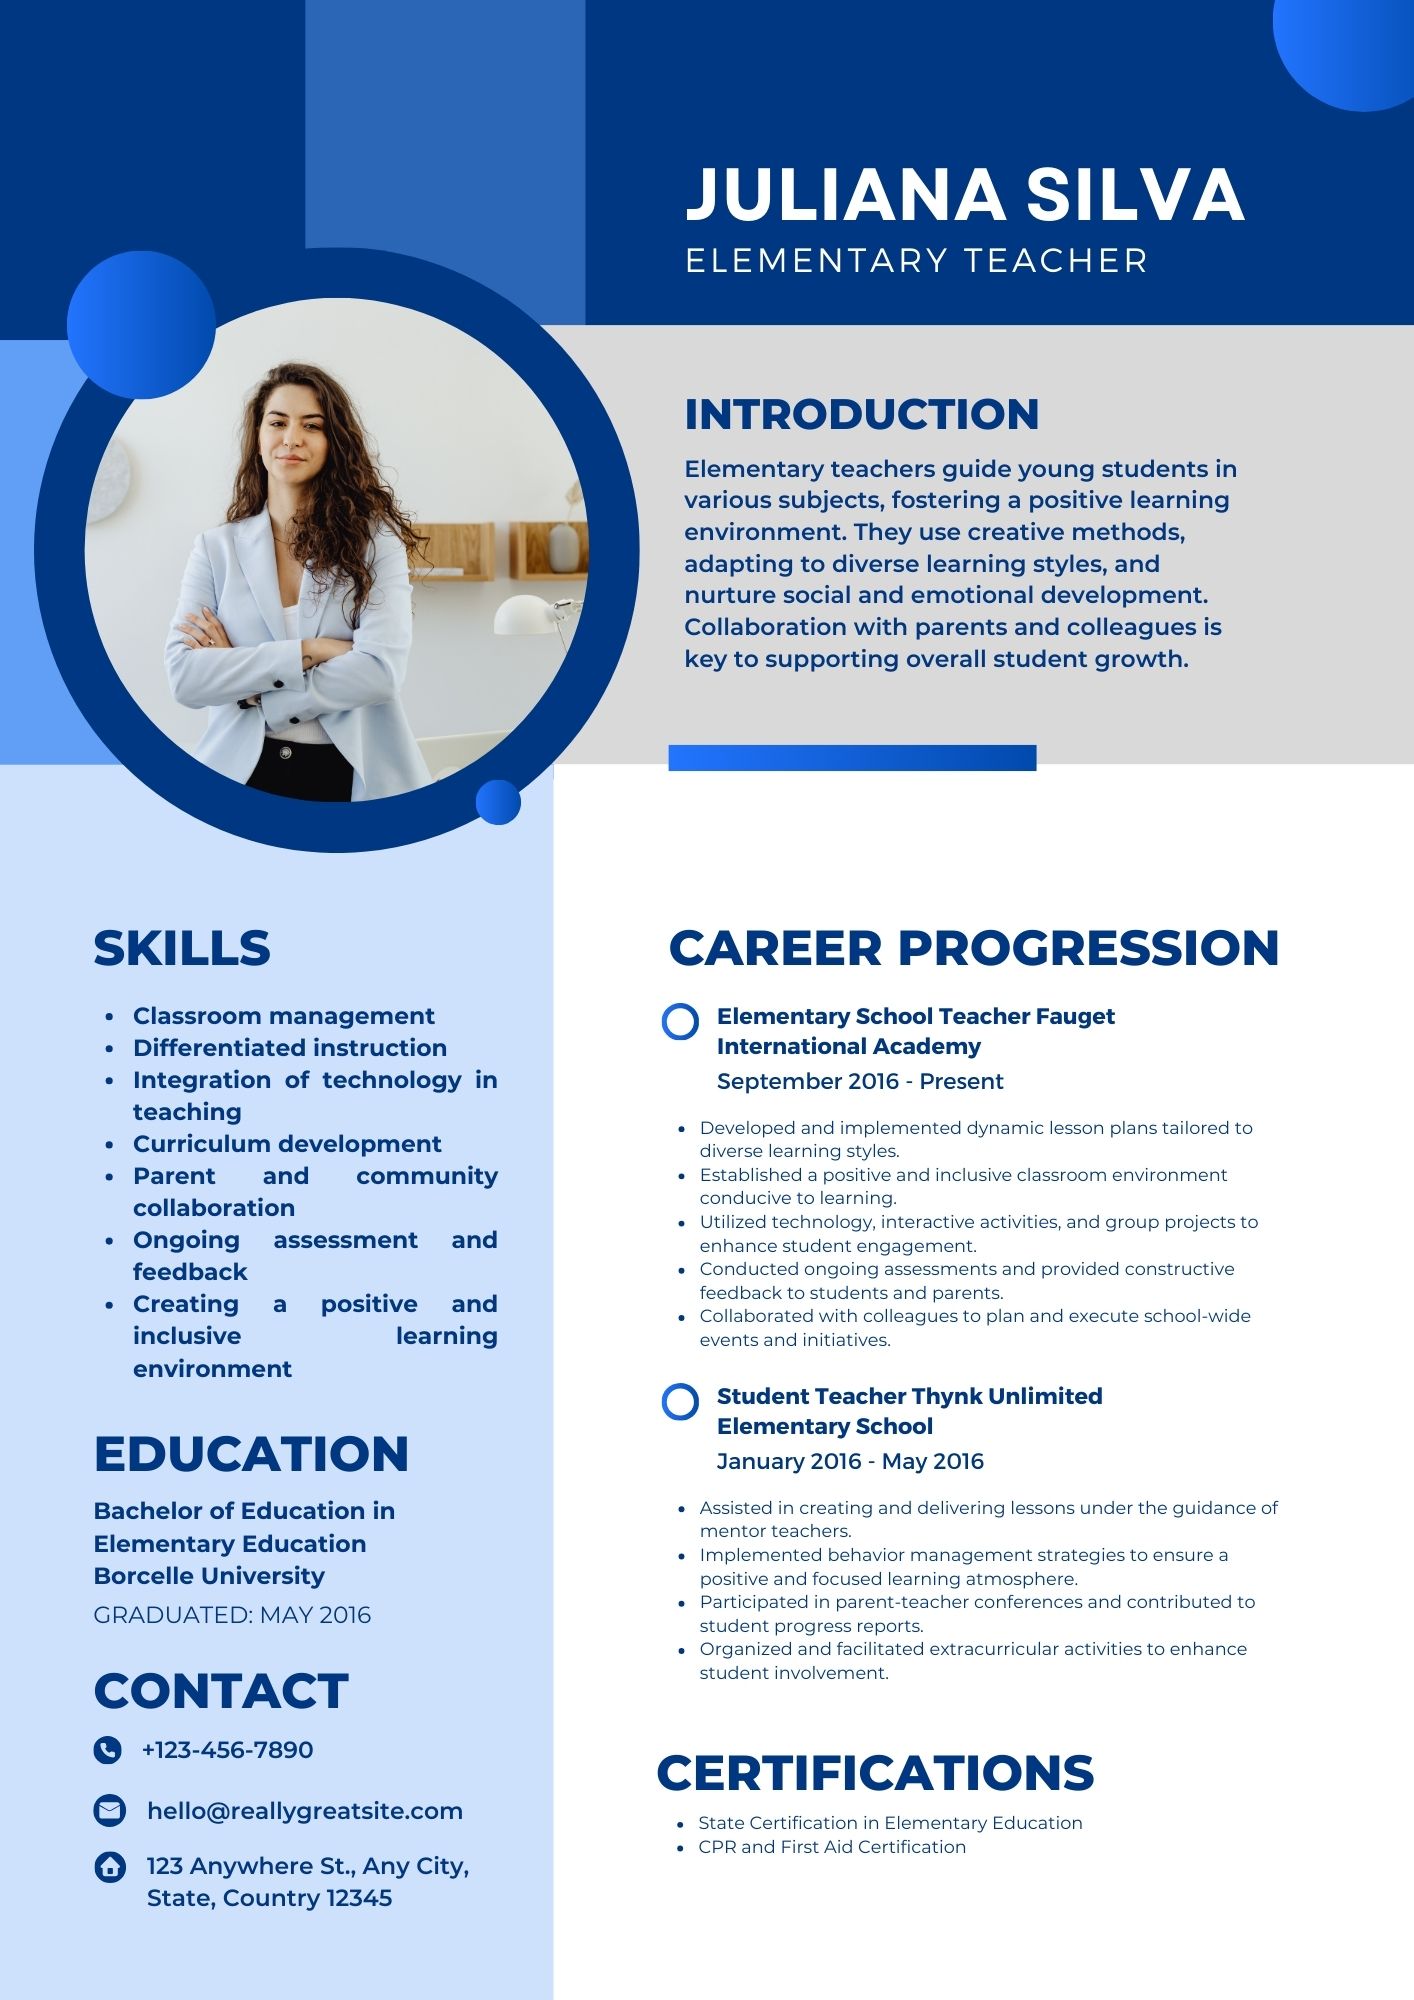 JULIANA SILVA
ELEMENTARY TEACHER
INTRODUCTION
Elementary teachers guide young students in
various subjects, fostering a positive learning
environment. They use creative methods,
adapting to diverse learning styles, and
nurture social and emotional development.
Collaboration with parents and colleagues is
key to supporting overall student growth.
SKILLS
• Classroom management
• Differentiated instruction
• Integration of technology in
teaching
• Curriculum development
• Parent and community
collaboration
• Ongoing assessment and
feedback
• Creating a positive and
inclusive learning
environment
EDUCATION
Bachelor of Education in
Elementary Education
Borcelle University
GRADUATED: MAY 2016
CONTACT
+123-456-7890
hello@reallygreatsite.com
123 Anywhere St., Any City,
State, Country 12345
CAREER PROGRESSION
Elementary School Teacher Fauget
International Academy
September 2016 - Present
• Developed and implemented dynamic lesson plans tailored to
diverse learning styles.
• Established a positive and inclusive classroom environment
conducive to learning.
• Utilized technology, interactive activities, and group projects to
enhance student engagement.
• Conducted ongoing assessments and provided constructive
feedback to students and parents.
• Collaborated with colleagues to plan and execute school-wide
events and initiatives.
Student Teacher Thynk Unlimited
Elementary School
January 2016 - May 2016
• Assisted in creating and delivering lessons under the guidance of
mentor teachers.
• Implemented behavior management strategies to ensure a
positive and focused learning atmosphere.
• Participated in parent-teacher conferences and contributed to
student progress reports.
• Organized and facilitated extracurricular activities to enhance
student involvement.
CERTIFICATIONS
• State Certification in Elementary Education
• CPR and First Aid Certification